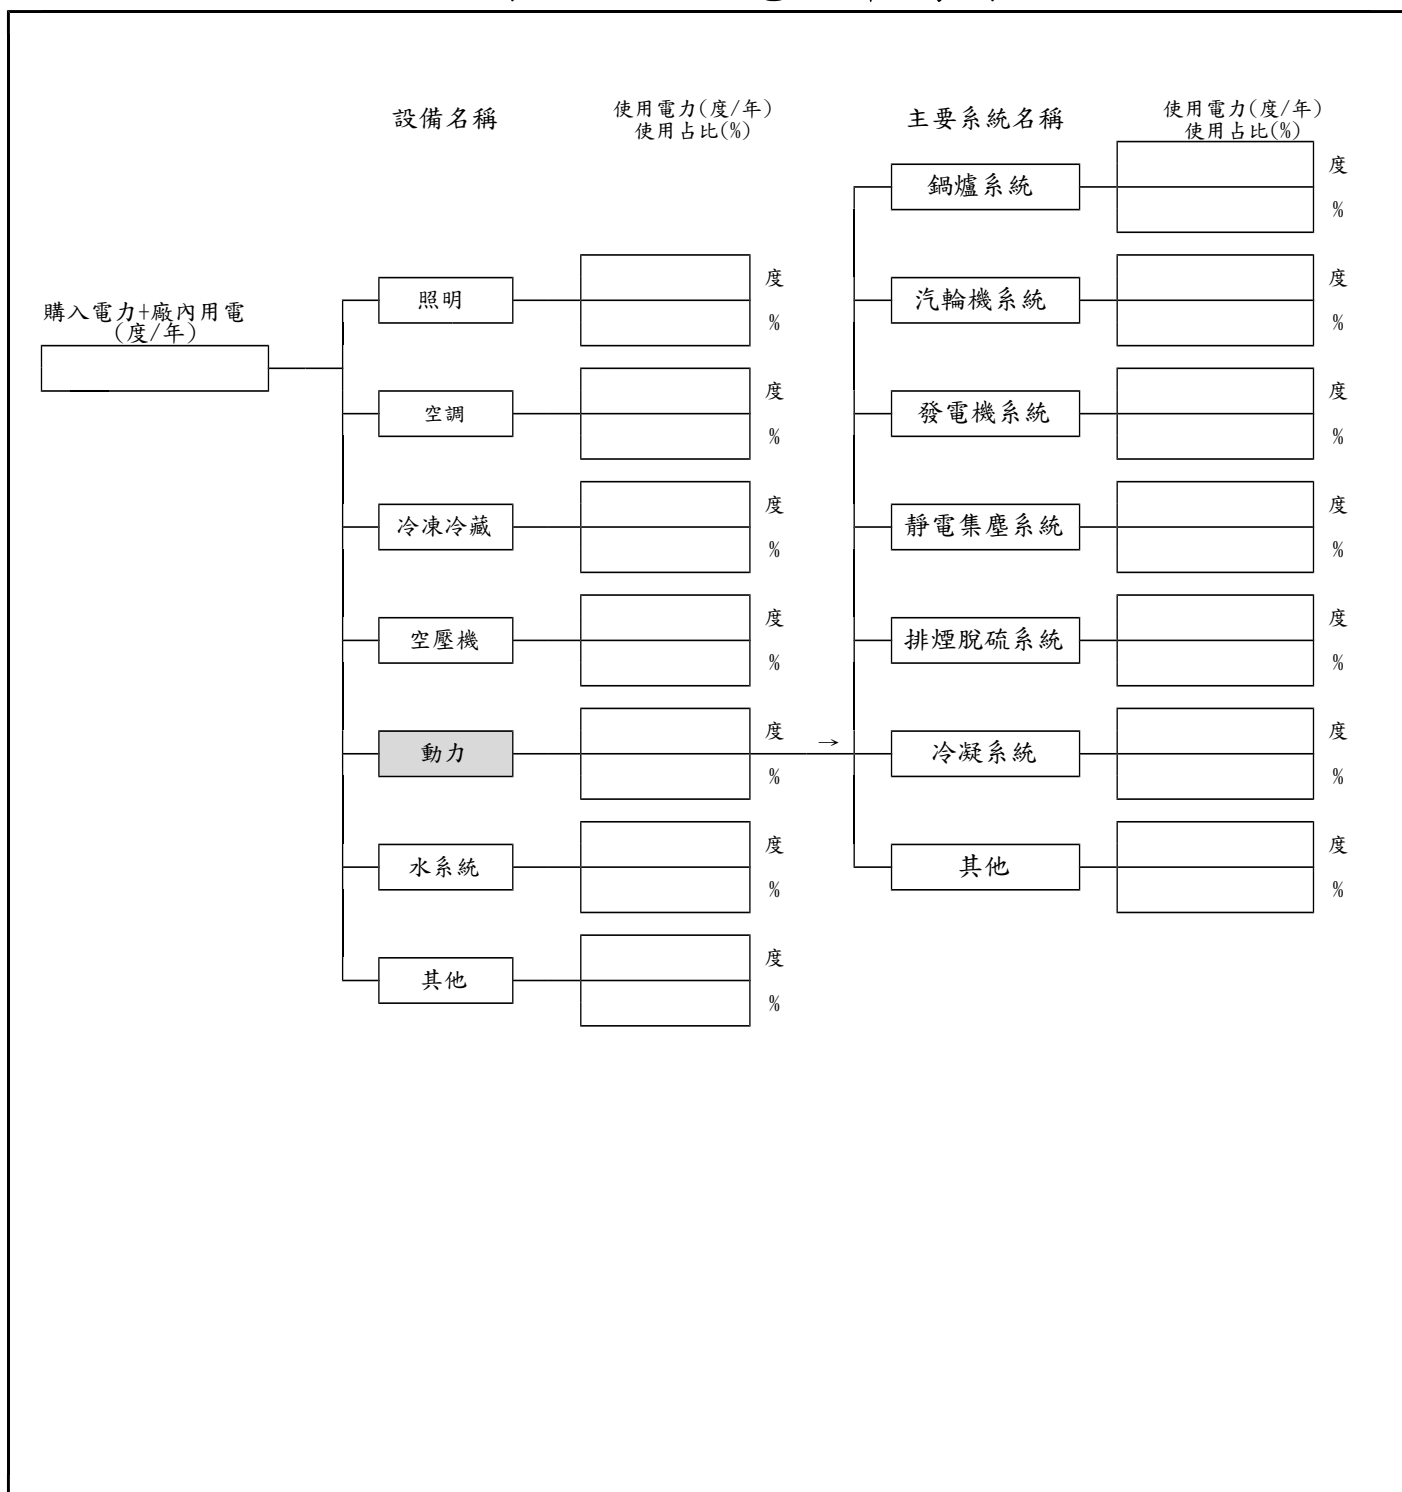 設備名稱
使用電力(度/年)
使用占比(%)
主要系統名稱
使用電力(度/年)
使用占比(%)
鍋爐系統
度
%
購入電力+廠內用電
(度/年)
照明
度
%
汽輪機系統
度
%
空調
度
%
發電機系統
度
%
冷凍冷藏
度
%
靜電集塵系統
度
%
空壓機
度
%
排煙脫硫系統
度
%
動力
度
%
→
冷凝系統
度
%
水系統
度
%
其他
度
%
其他
度
%